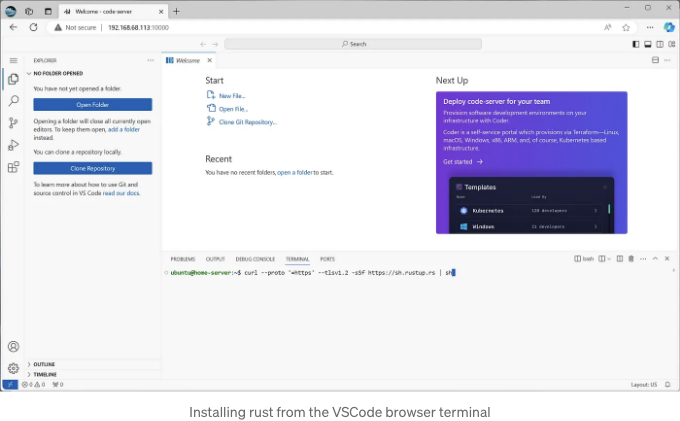 Welcome - code-server
Not secure | 192.168.68.113:10000
Search
EXPLORER
Welcome
NO FOLDER OPENED
You have not yet opened a folder.
Open Folder
Opening a folder will close all currently open
editors. To keep them open, add a folder
instead.
You can clone a repository locally.
Clone Repository
To learn more about how to use Git and
source control in VS Code read our docs.
OUTLINE
TIMELINE
Start
New File...
Open File...
Clone Git Repository...
Recent
You have no recent folders, open a folder to start.
Next Up
Deploy code-server for your team
Provision software development environments on your
infrastructure with Coder.
Coder is a self-service portal which provisions via Terraform—Linux,
macOS, Windows, x86, ARM, and, of course, Kubernetes based
infrastructure.
Get started →
Templates
Name Used By
Kubernetes developers
Windows developers
PROBLEMS OUTPUT DEBUG CONSOLE TERMINAL PORTS
bash
ubuntu@home-server:~$ curl --proto '=https' --tlsv1.2 -sSf https://sh.rustup.rs | sh
0 0 0
Layout: US
Installing rust from the VSCode browser terminal